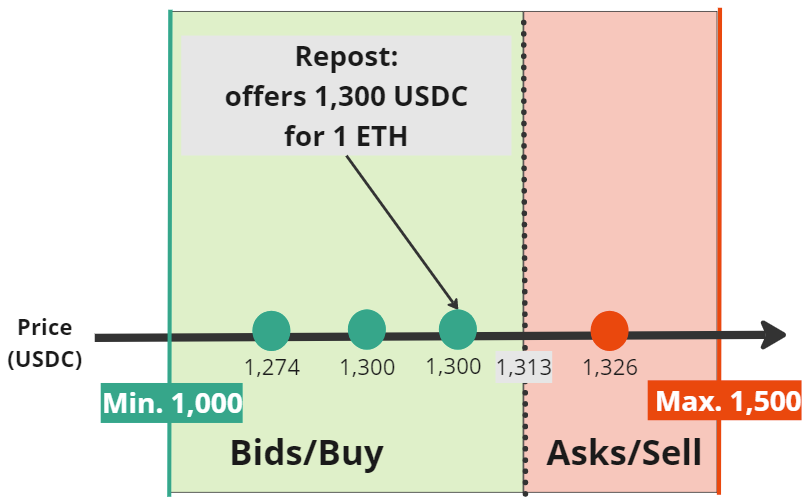 Repost:
offers 1,300 USDC
for 1 ETH
Price
(USDC)
1,274
1,300
1,300
1,313
1,326
Min. 1,000
Max. 1,500
Bids/Buy
Asks/Sell